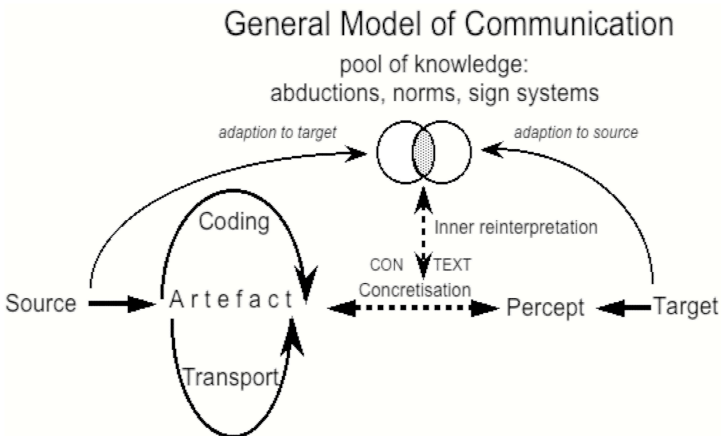 General Model of Communication
pool of knowledge:
abductions, norms, sign systems
adaption to target
adaption to source
Coding
Inner reinterpretation
CON TEXT
Concretisation
Source
Artefact
Percept
Target
Transport